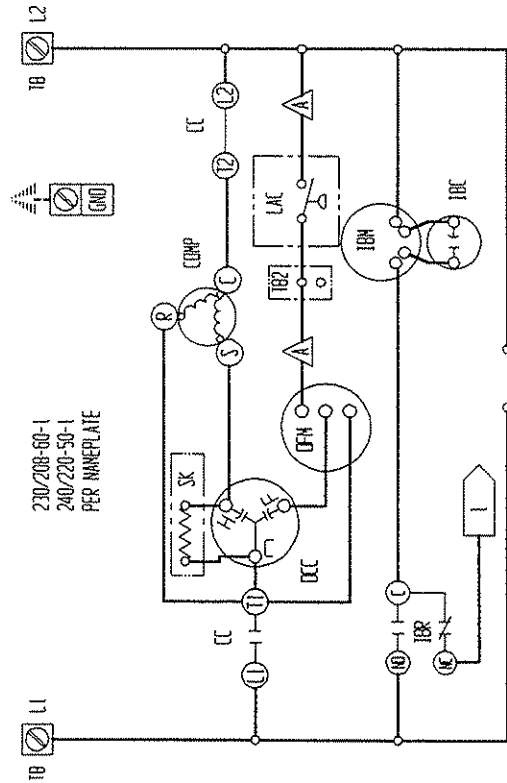 TB L1
TB L2
230/208-60-1
240/220-50-1
PER NAMEPLATE
GND
SK
R
COMP
S
C
CC
T2
L2
CC
L1
T1
C
H
F
DCC
OFM
A
TB2
LAC
A
IBM
IBC
NO
C
IBR
NC
1